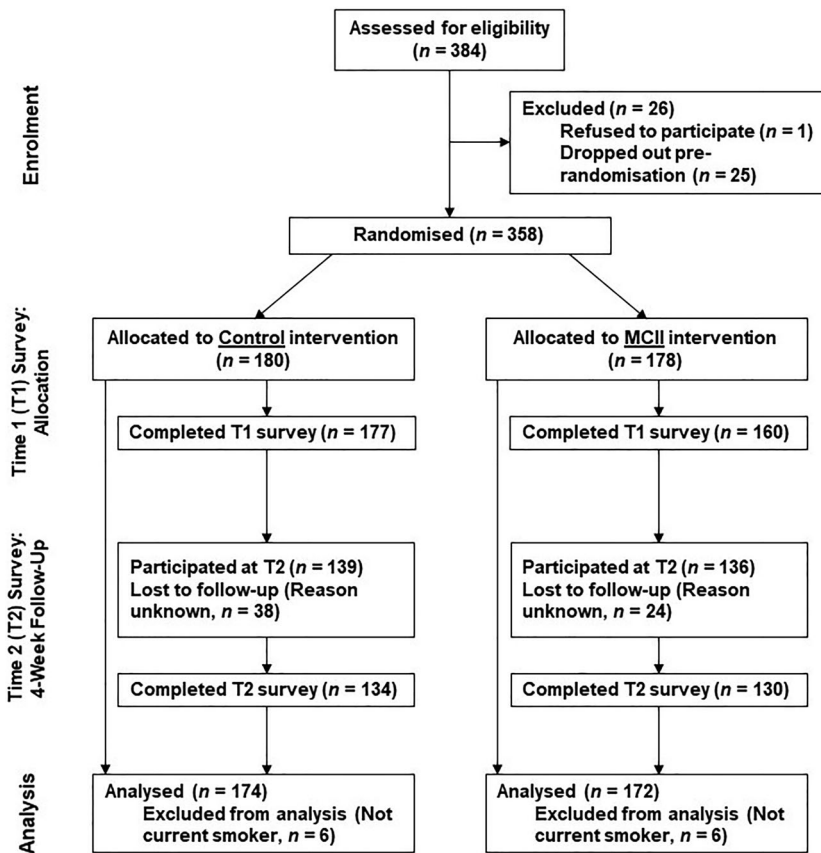 Assessed for eligibility
(n = 384)
Enrolment
Excluded (n = 26)
Refused to participate (n = 1)
Dropped out pre-
randomisation (n = 25)
Randomised (n = 358)
Time 1 (T1) Survey:
Allocation
Allocated to Control intervention
(n = 180)
Allocated to MCII intervention
(n = 178)
Completed T1 survey (n = 177)
Completed T1 survey (n = 160)
Time 2 (T2) Survey:
4-Week Follow-Up
Participated at T2 (n = 139)
Lost to follow-up (Reason
unknown, n = 38)
Participated at T2 (n = 136)
Lost to follow-up (Reason
unknown, n = 24)
Completed T2 survey (n = 134)
Completed T2 survey (n = 130)
Analysis
Analysed (n = 174)
Excluded from analysis (Not
current smoker, n = 6)
Analysed (n = 172)
Excluded from analysis (Not
current smoker, n = 6)